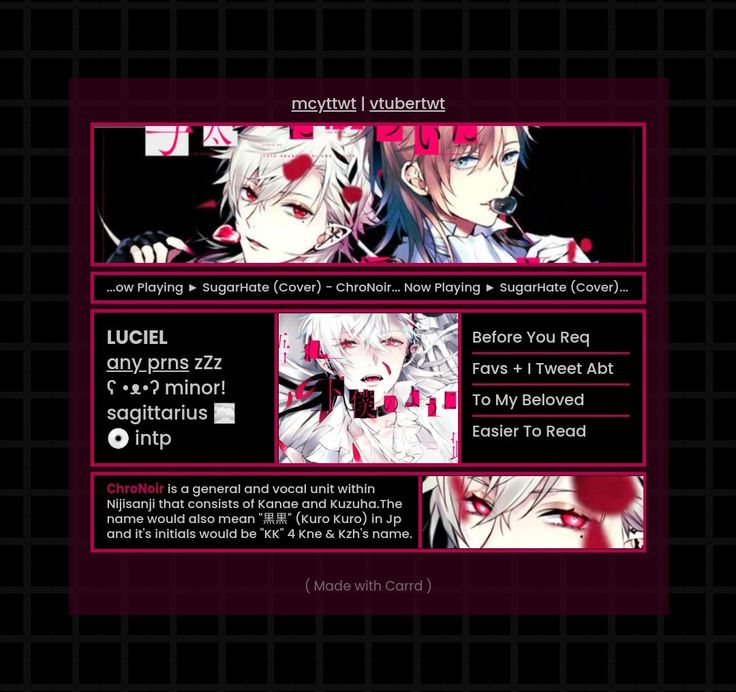 mcyttwt | vtubertwt
...ow Playing ► SugarHate (Cover) - ChroNoir... Now Playing ► SugarHate (Cover)...
LUCIEL
any prns zZz
ʕ •ᴥ•ʔ minor!
sagittarius
intp
Before You Req
Favs + I Tweet Abt
To My Beloved
Easier To Read
ChroNoir is a general and vocal unit within
Nijisanji that consists of Kanae and Kuzuha.The
name would also mean "黒黒" (Kuro Kuro) in Jp
and it's initials would be "KK" 4 Kne & Kzh's name.
( Made with Carrd )